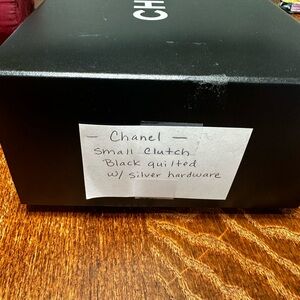 CH
- Chanel -
Small Clutch
Black quilted
w/ silver hardware